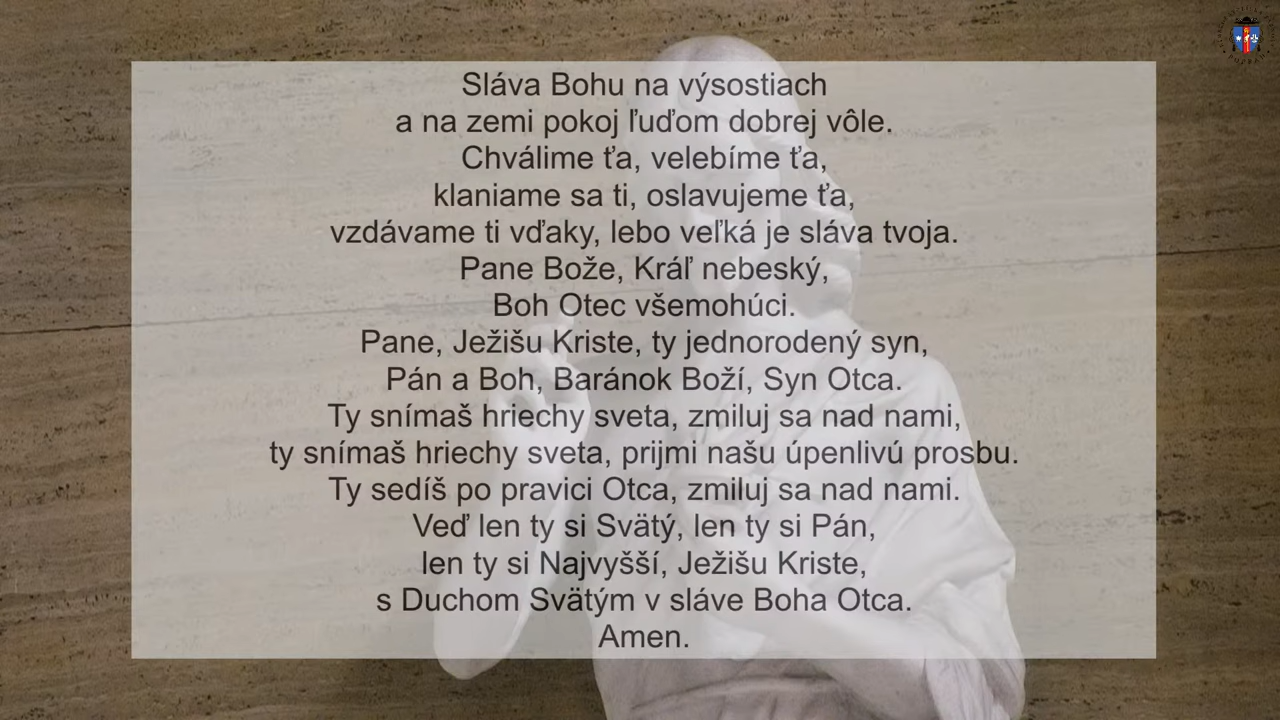 Sláva Bohu na výsostiach
a na zemi pokoj ľuďom dobrej vôle.
Chválime ťa, velebíme ťa,
klaniame sa ti, oslavujeme ťa,
vzdávame ti vďaky, lebo veľká je sláva tvoja.
Pane Bože, Kráľ nebeský,
Boh Otec všemohúci.
Pane, Ježišu Kriste, ty jednorodený syn,
Pán a Boh, Baránok Boží, Syn Otca.
Ty snímaš hriechy sveta, zmiluj sa nad nami,
ty snímaš hriechy sveta, prijmi našu úpenlivú prosbu.
Ty sedíš po pravici Otca, zmiluj sa nad nami.
Veď len ty si Svätý, len ty si Pán,
len ty si Najvyšší, Ježišu Kriste,
s Duchom Svätým v sláve Boha Otca.
Amen.